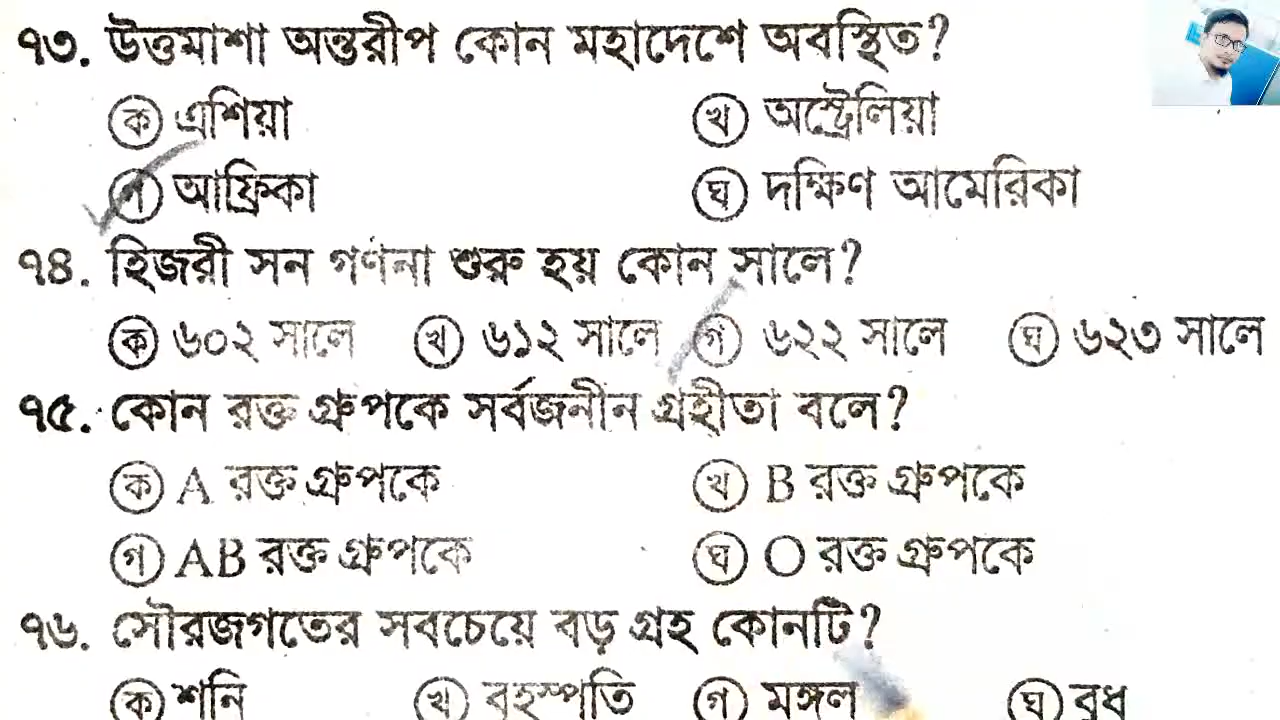 ৭৩. উত্তমাশা অন্তরীপ কোন মহাদেশে অবস্থিত?
ক এশিয়া খ অস্ট্রেলিয়া
গ আফ্রিকা ঘ দক্ষিণ আমেরিকা
৭৪. হিজরী সন গণনা শুরু হয় কোন সালে?
ক ৬০২ সালে খ ৬১২ সালে গ ৬২২ সালে ঘ ৬২৩ সালে
৭৫. কোন রক্ত গ্রুপকে সর্বজনীন গ্রহীতা বলে?
ক A রক্ত গ্রুপকে খ B রক্ত গ্রুপকে
গ AB রক্ত গ্রুপকে ঘ O রক্ত গ্রুপকে
৭৬. সৌরজগতের সবচেয়ে বড় গ্রহ কোনটি?
ক শনি খ বৃহস্পতি গ মঙ্গল ঘ বুধ